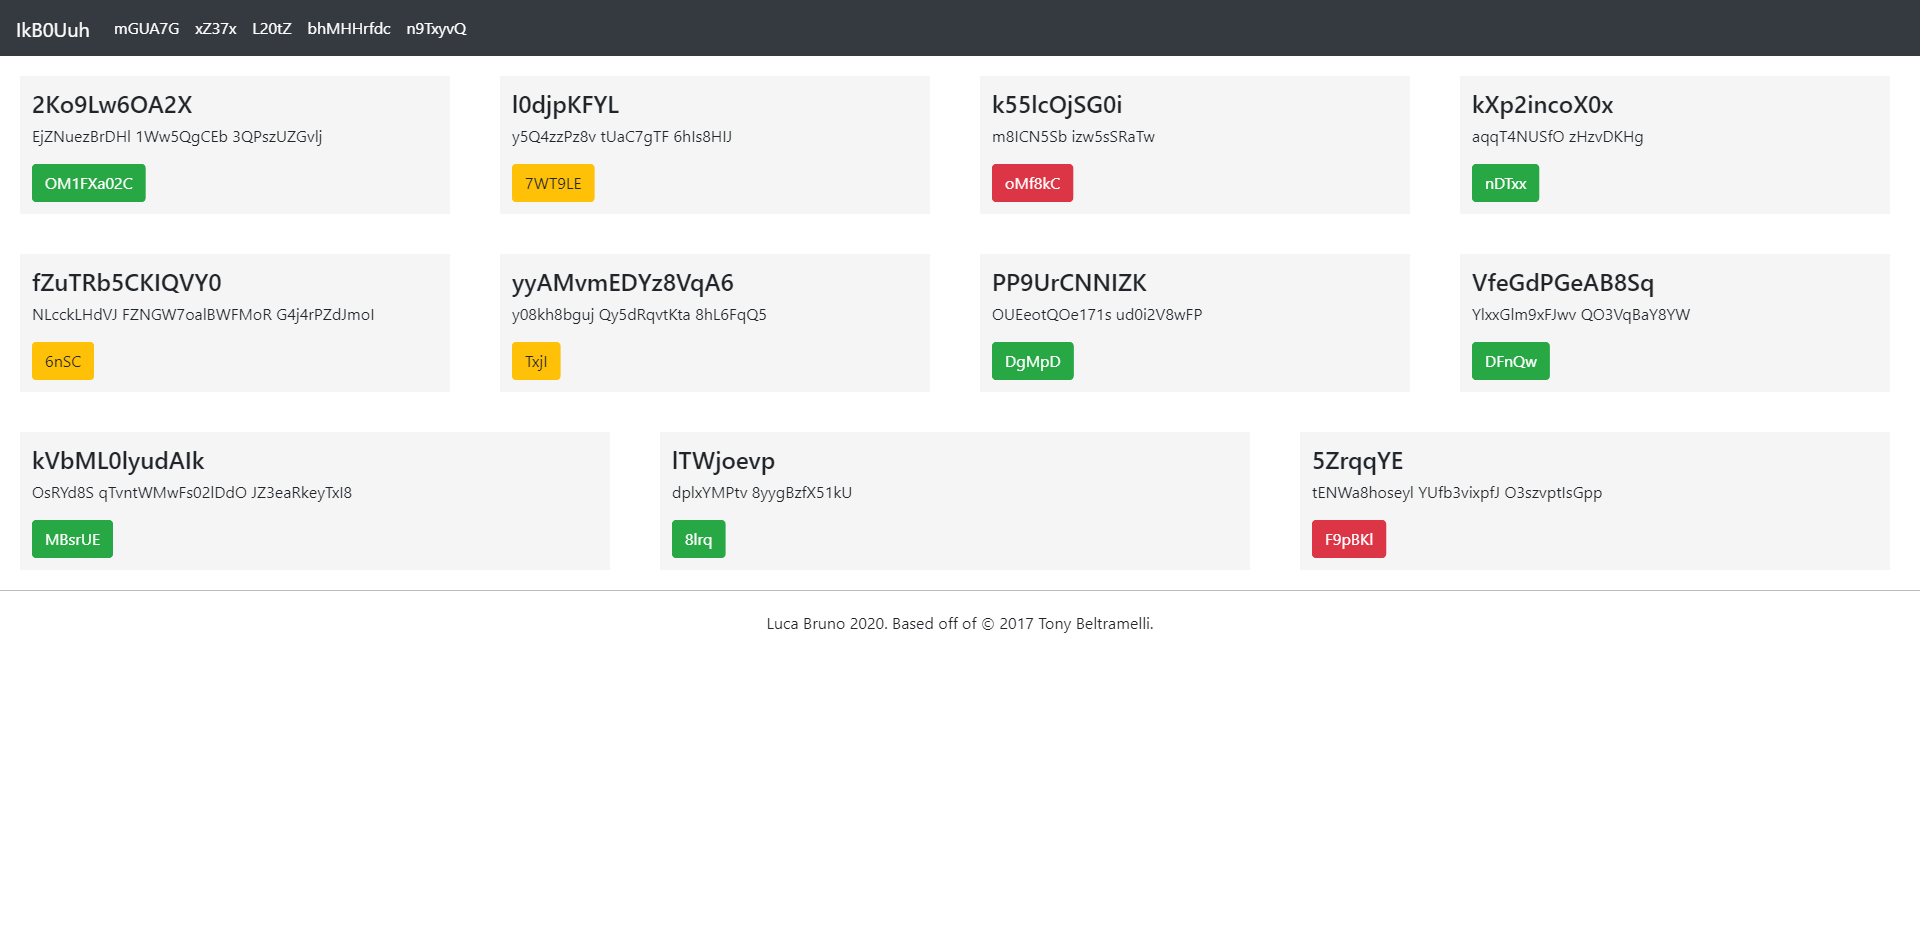 IkB0Uuh mGUA7G xZ37x L20tZ bhMHHrfdc n9TxyvQ
2Ko9Lw6OA2X
EjZNuezBrDHl 1Ww5QgCEb 3QPszUZGvlj
OM1FXa02C
l0djpKFYL
y5Q4zzPz8v tUaC7gTF 6hIs8HIJ
7WT9LE
k55lcOjSG0i
m8ICN5Sb izw5sSRaTw
oMf8kC
kXp2incoX0x
aqqT4NUSfO zHzvDKHg
nDTxx
fZuTRb5CKIQVY0
NLcckLHdVJ FZNGW7oalBWFMoR G4j4rPZdJmoI
6nSC
yyAMvmEDYz8VqA6
y08kh8bguj Qy5dRqvtKta 8hL6FqQ5
TxjI
PP9UrCNNIZK
OUEeotQOe171s ud0i2V8wFP
DgMpD
VfeGdPGeAB8Sq
YlxxGlm9xFJwv QO3VqBaY8YW
DFnQw
kVbML0lyudAIk
OsRYd8S qTvntWMwFs02lDdO JZ3eaRkeyTxI8
MBsrUE
lTWjoevp
dplxYMPtv 8yygBzfX51kU
8lrq
5ZrqqYE
tENWa8hoseyl YUfb3vixpfJ O3szvptIsGpp
F9pBKl
Luca Bruno 2020. Based off of © 2017 Tony Beltramelli.